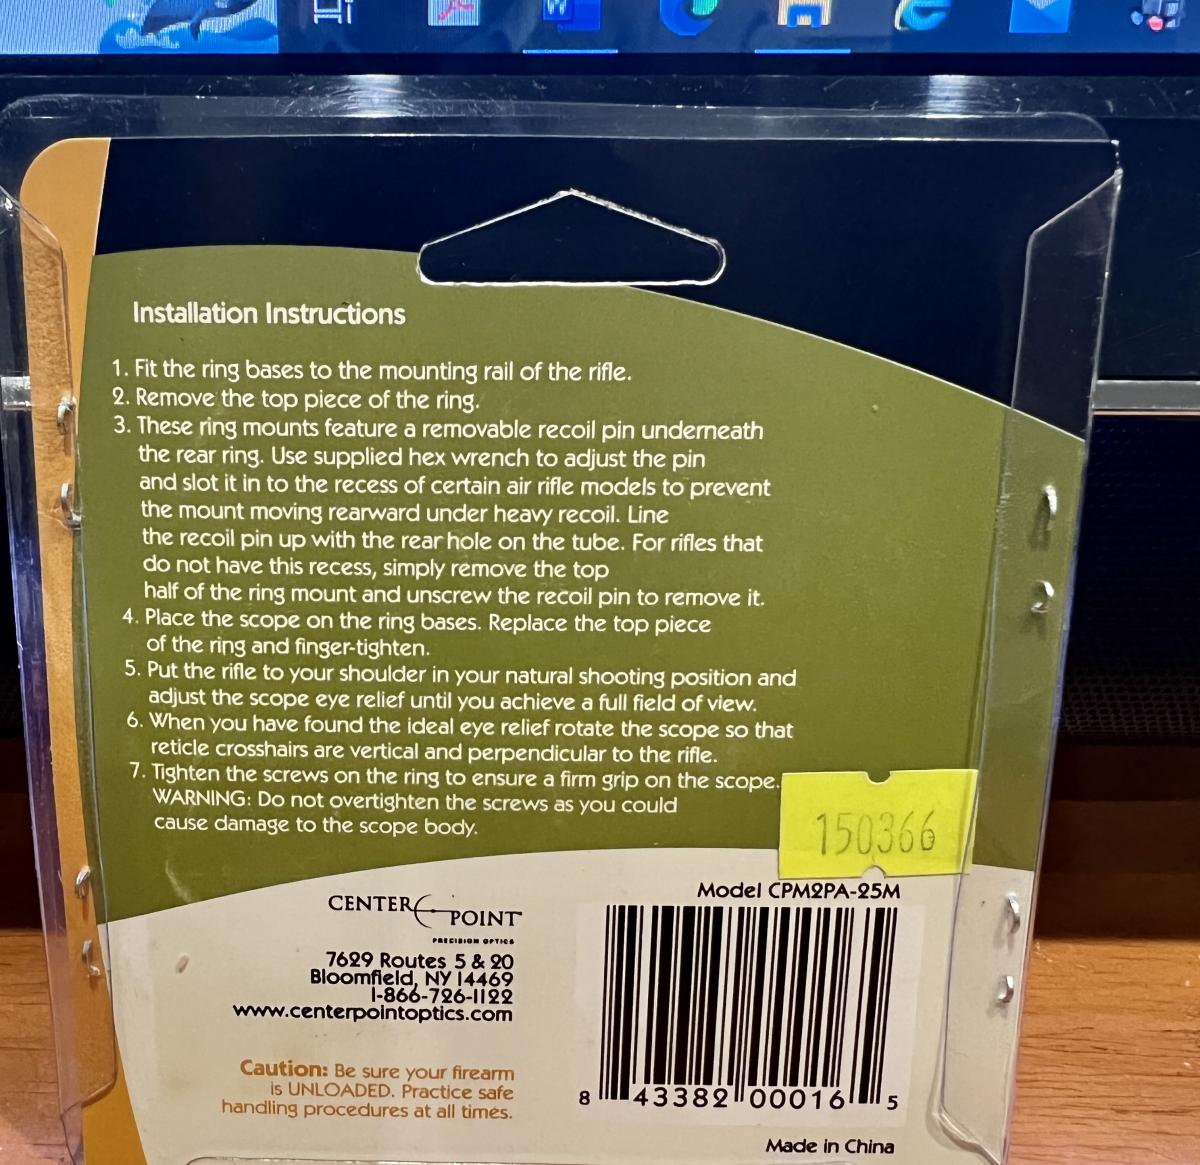 W
Installation Instructions
1. Fit the ring bases to the mounting rail of the rifle.
2. Remove the top piece of the ring.
3. These ring mounts feature a removable recoil pin underneath
the rear ring. Use supplied hex wrench to adjust the pin
and slot it in to the recess of certain air rifle models to prevent
the mount moving rearward under heavy recoil. Line
the recoil pin up with the rear hole on the tube. For rifles that
do not have this recess, simply remove the top
half of the ring mount and unscrew the recoil pin to remove it.
4. Place the scope on the ring bases. Replace the top piece
of the ring and finger-tighten.
5. Put the rifle to your shoulder in your natural shooting position and
adjust the scope eye relief until you achieve a full field of view.
6. When you have found the ideal eye relief rotate the scope so that
reticle crosshairs are vertical and perpendicular to the rifle.
7. Tighten the screws on the ring to ensure a firm grip on the scope.
WARNING: Do not overtighten the screws as you could
cause damage to the scope body.
150366
CENTER POINT
PRECISION OPTICS
7629 Routes 5 & 20
Bloomfield, NY 14469
1-866-726-1122
www.centerpointoptics.com
Caution: Be sure your firearm
is UNLOADED. Practice safe
handling procedures at all times.
Model CPM2PA-25M
8 43382 00016 5
Made in China